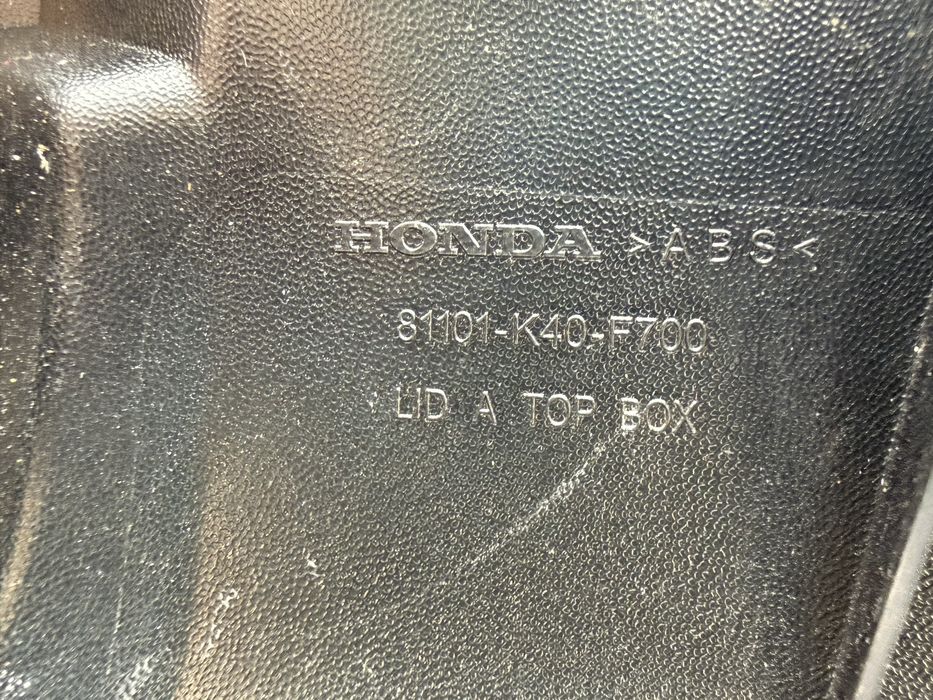 HONDA >ABS<
81101-K40-F700
LID A TOP BOX